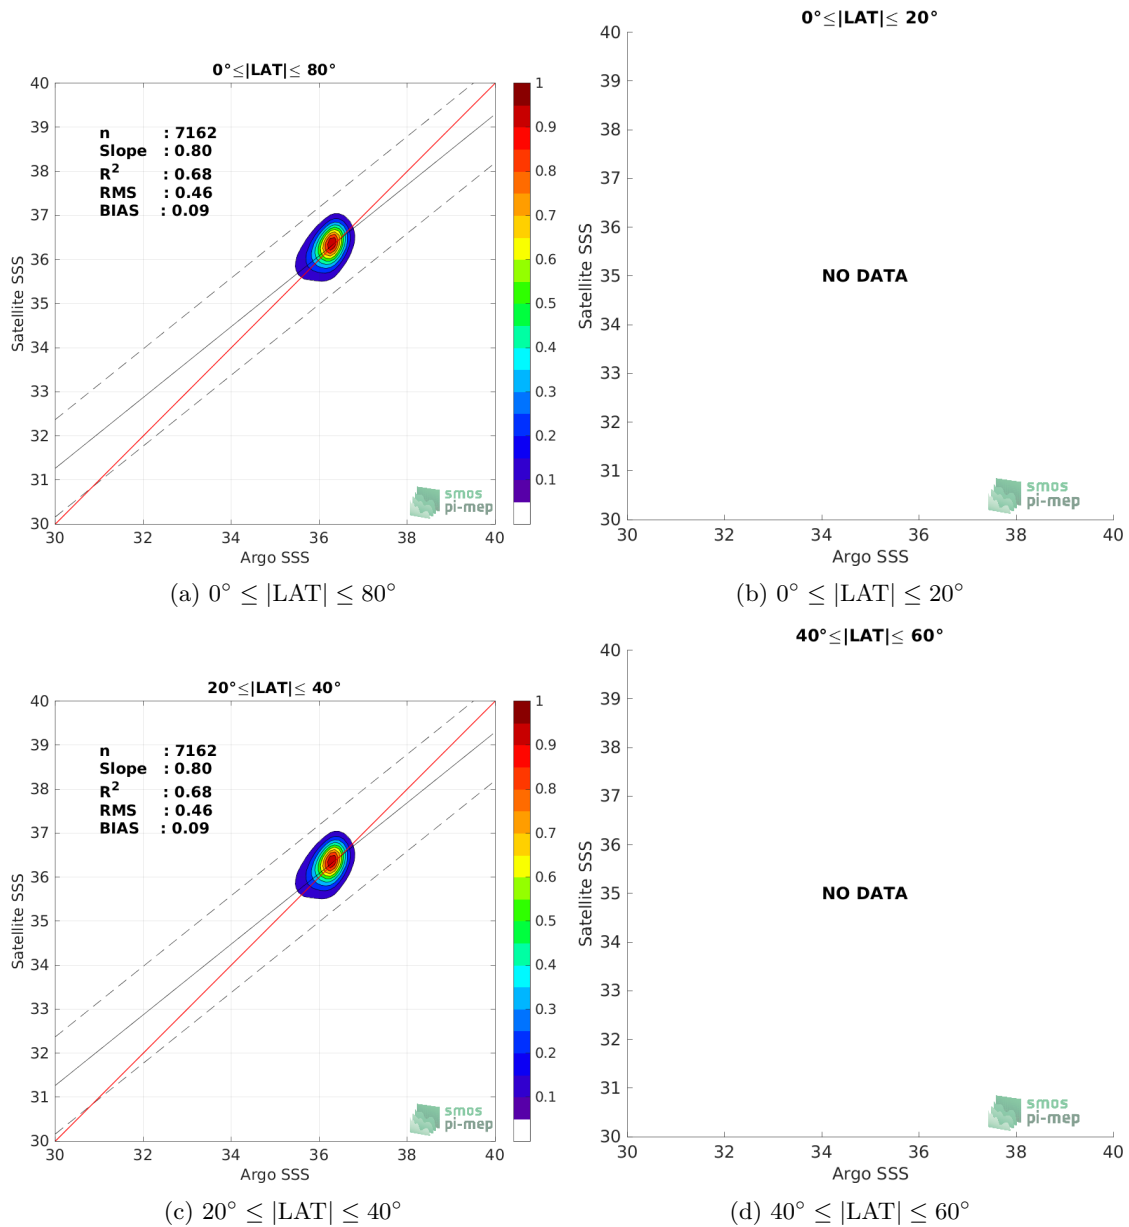 0°≤|LAT|≤ 80°
40
39
38
37
36
35
34
33
32
31
30
Satellite SSS
n : 7162
Slope : 0.80
R² : 0.68
RMS : 0.46
BIAS : 0.09
smos
pi-mep
30 32 34 36 38 40
Argo SSS
1
0.9
0.8
0.7
0.6
0.5
0.4
0.3
0.2
0.1
(a) 0° ≤ |LAT| ≤ 80°
0°≤|LAT|≤ 20°
40
39
38
37
36
35
34
33
32
31
30
Satellite SSS
NO DATA
smos
pi-mep
30 32 34 36 38 40
Argo SSS
(b) 0° ≤ |LAT| ≤ 20°
20°≤|LAT|≤ 40°
40
39
38
37
36
35
34
33
32
31
30
Satellite SSS
n : 7162
Slope : 0.80
R² : 0.68
RMS : 0.46
BIAS : 0.09
smos
pi-mep
30 32 34 36 38 40
Argo SSS
1
0.9
0.8
0.7
0.6
0.5
0.4
0.3
0.2
0.1
(c) 20° ≤ |LAT| ≤ 40°
40°≤|LAT|≤ 60°
40
39
38
37
36
35
34
33
32
31
30
Satellite SSS
NO DATA
smos
pi-mep
30 32 34 36 38 40
Argo SSS
(d) 40° ≤ |LAT| ≤ 60°